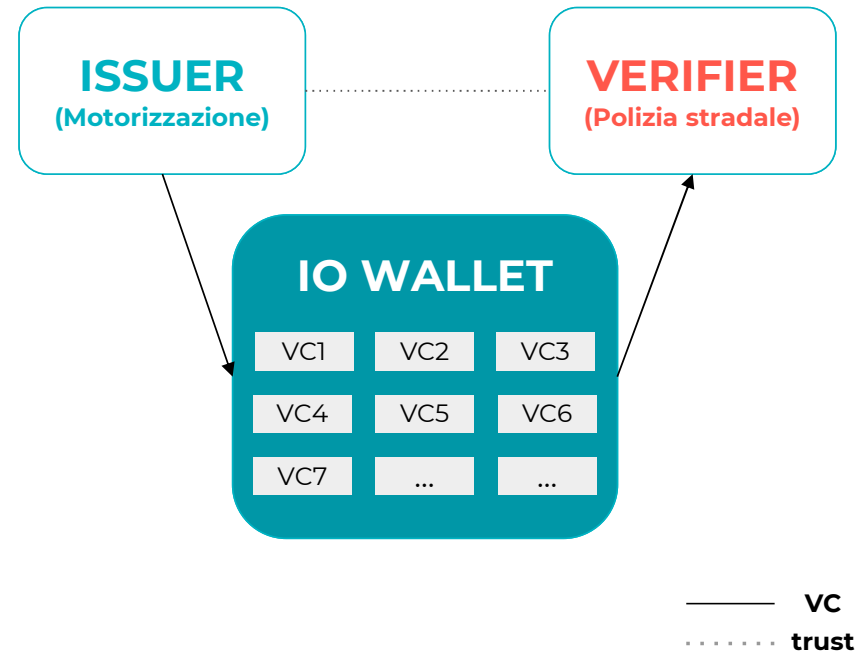 ISSUER
(Motorizzazione)
VERIFIER
(Polizia stradale)
IO WALLET
VC1 VC2 VC3
VC4 VC5 VC6
VC7 ... ...
VC
trust